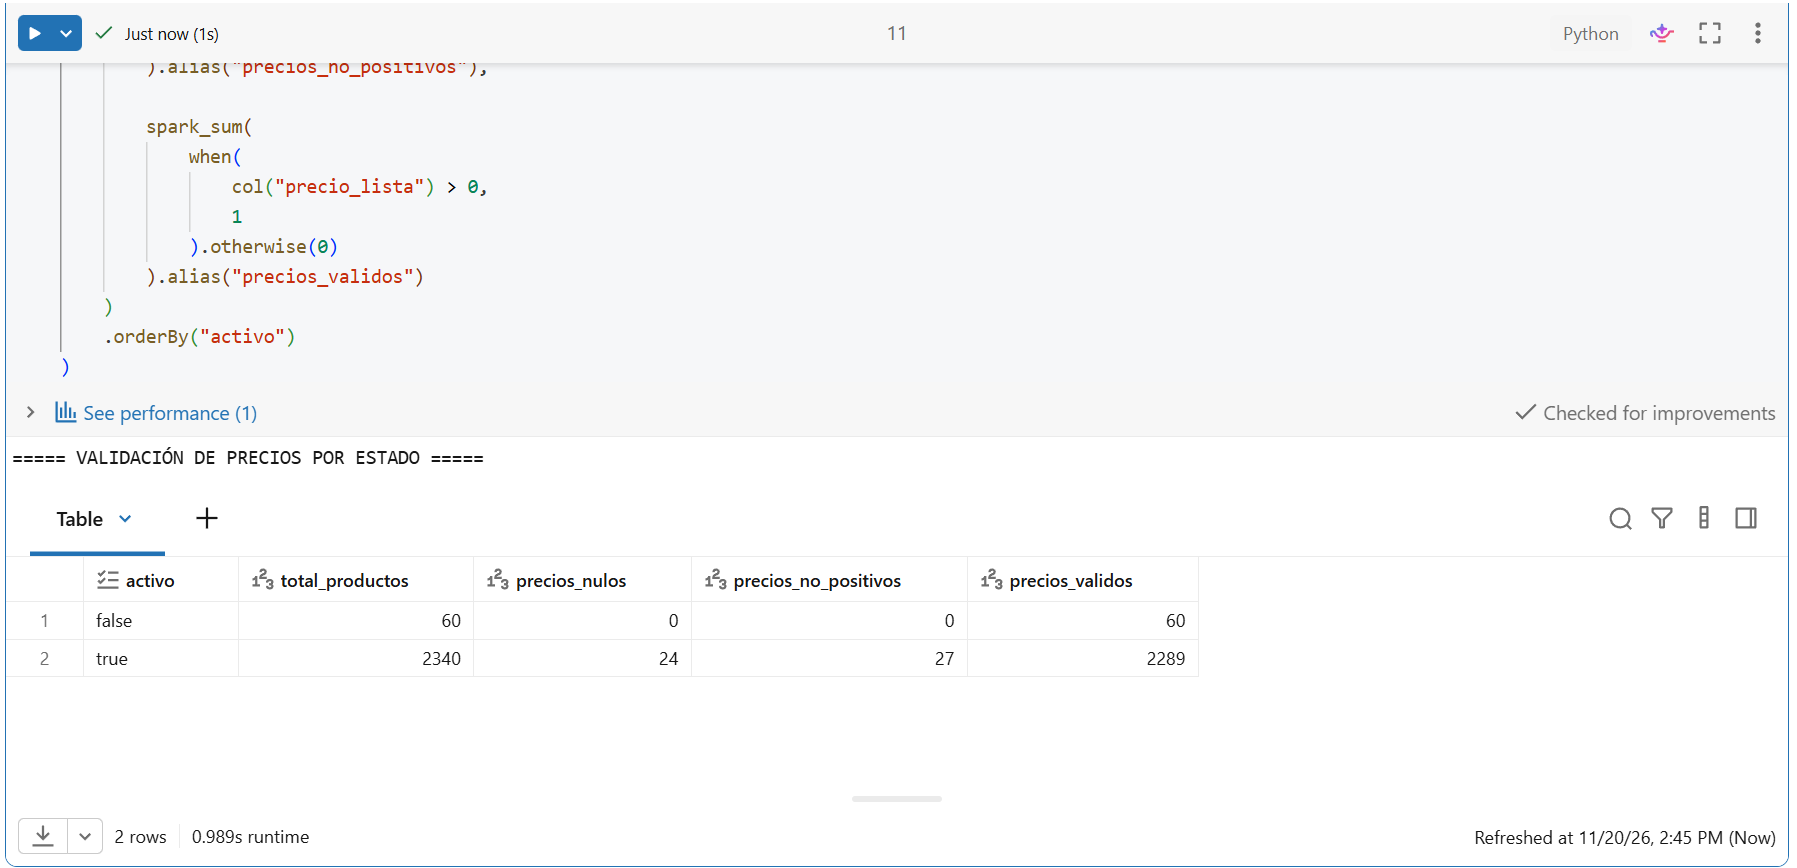 Just now (1s)
11
Python
).alias("precios_no_positivos"),
spark_sum(
when(
col("precio_lista") > 0,
1
).otherwise(0)
).alias("precios_validos")
)
.orderBy("activo")
)
See performance (1)
Checked for improvements
===== VALIDACIÓN DE PRECIOS POR ESTADO =====
Table
activo total_productos precios_nulos precios_no_positivos precios_validos
1 false 60 0 0 60
2 true 2340 24 27 2289
2 rows 0.989s runtime
Refreshed at 11/20/26, 2:45 PM (Now)